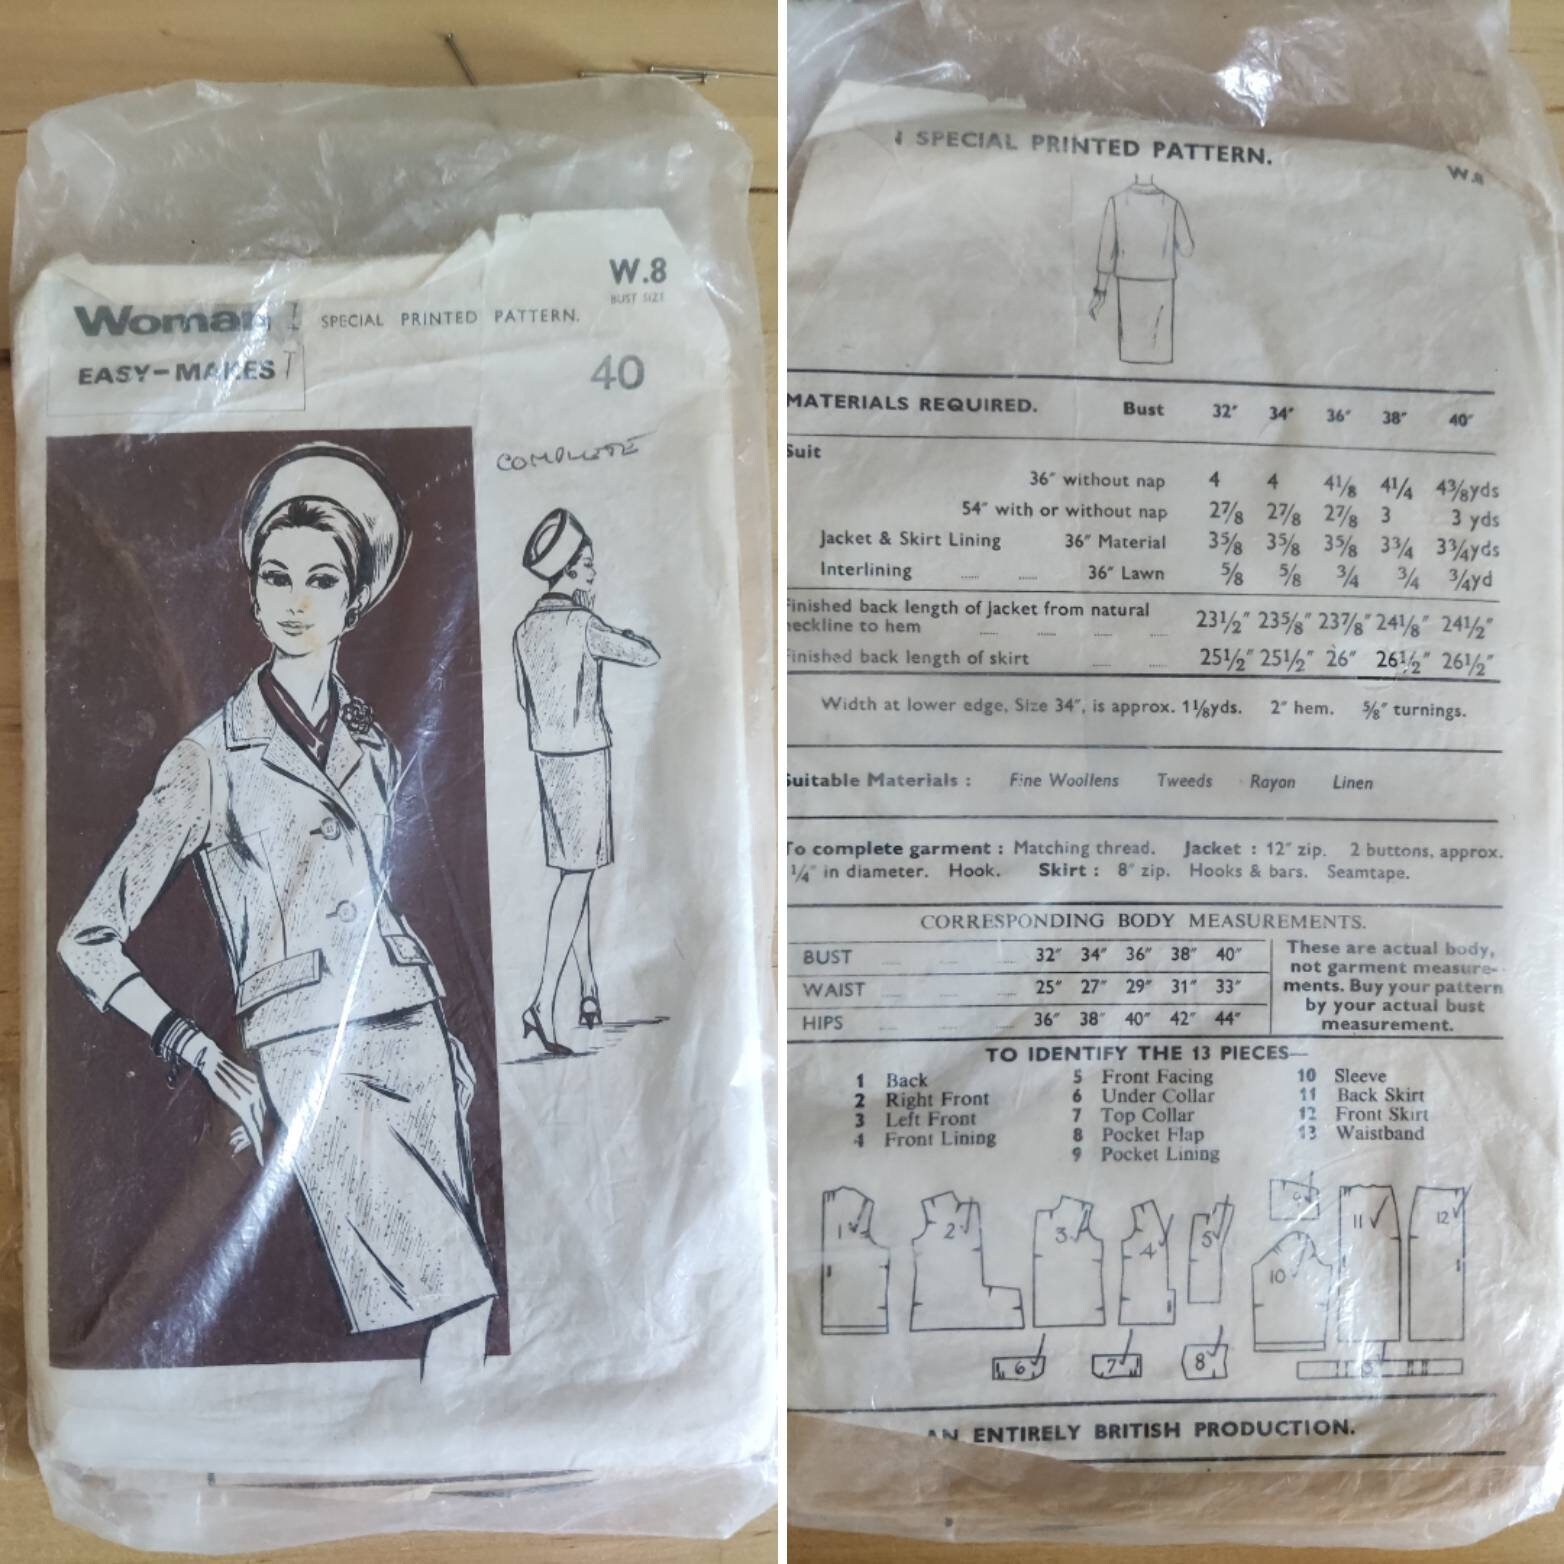 Woman SPECIAL PRINTED PATTERN.
W.8
BUST SIZE
EASY-MAKES
40
COMPLETE
SPECIAL PRINTED PATTERN.
W.8
MATERIALS REQUIRED. Bust 32" 34" 36" 38" 40"
Suit
36" without nap 4 4 4⅛ 4¼ 4⅜yds
54" with or without nap 2⅞ 2⅞ 2⅞ 3 3 yds
Jacket & Skirt Lining 36" Material 3⅝ 3⅝ 3⅝ 3¾ 3¾yds
Interlining ...... ...... 36" Lawn ⅝ ⅝ ¾ ¾ ¾yd
Finished back length of jacket from natural
neckline to hem ...... ...... ...... ...... 23½" 23⅝" 23⅞" 24⅛" 24½"
Finished back length of skirt ...... ...... 25½" 25½" 26" 26½" 26½"
Width at lower edge, Size 34", is approx. 1⅛yds. 2" hem. ⅝" turnings.
Suitable Materials : Fine Woollens Tweeds Rayon Linen
To complete garment : Matching thread. Jacket : 12" zip. 2 buttons, approx.
¼" in diameter. Hook. Skirt : 8" zip. Hooks & bars. Seamtape.
CORRESPONDING BODY MEASUREMENTS.
BUST ...... ...... ...... 32" 34" 36" 38" 40"
WAIST ...... ...... ...... 25" 27" 29" 31" 33"
HIPS ...... ...... ...... 36" 38" 40" 42" 44"
These are actual body,
not garment measure-
ments. Buy your pattern
by your actual bust
measurement.
TO IDENTIFY THE 13 PIECES—
1 Back
2 Right Front
3 Left Front
4 Front Lining
5 Front Facing
6 Under Collar
7 Top Collar
8 Pocket Flap
9 Pocket Lining
10 Sleeve
11 Back Skirt
12 Front Skirt
13 Waistband
1 2 3 4 5 9 10 11 12
6 7 8
AN ENTIRELY BRITISH PRODUCTION.